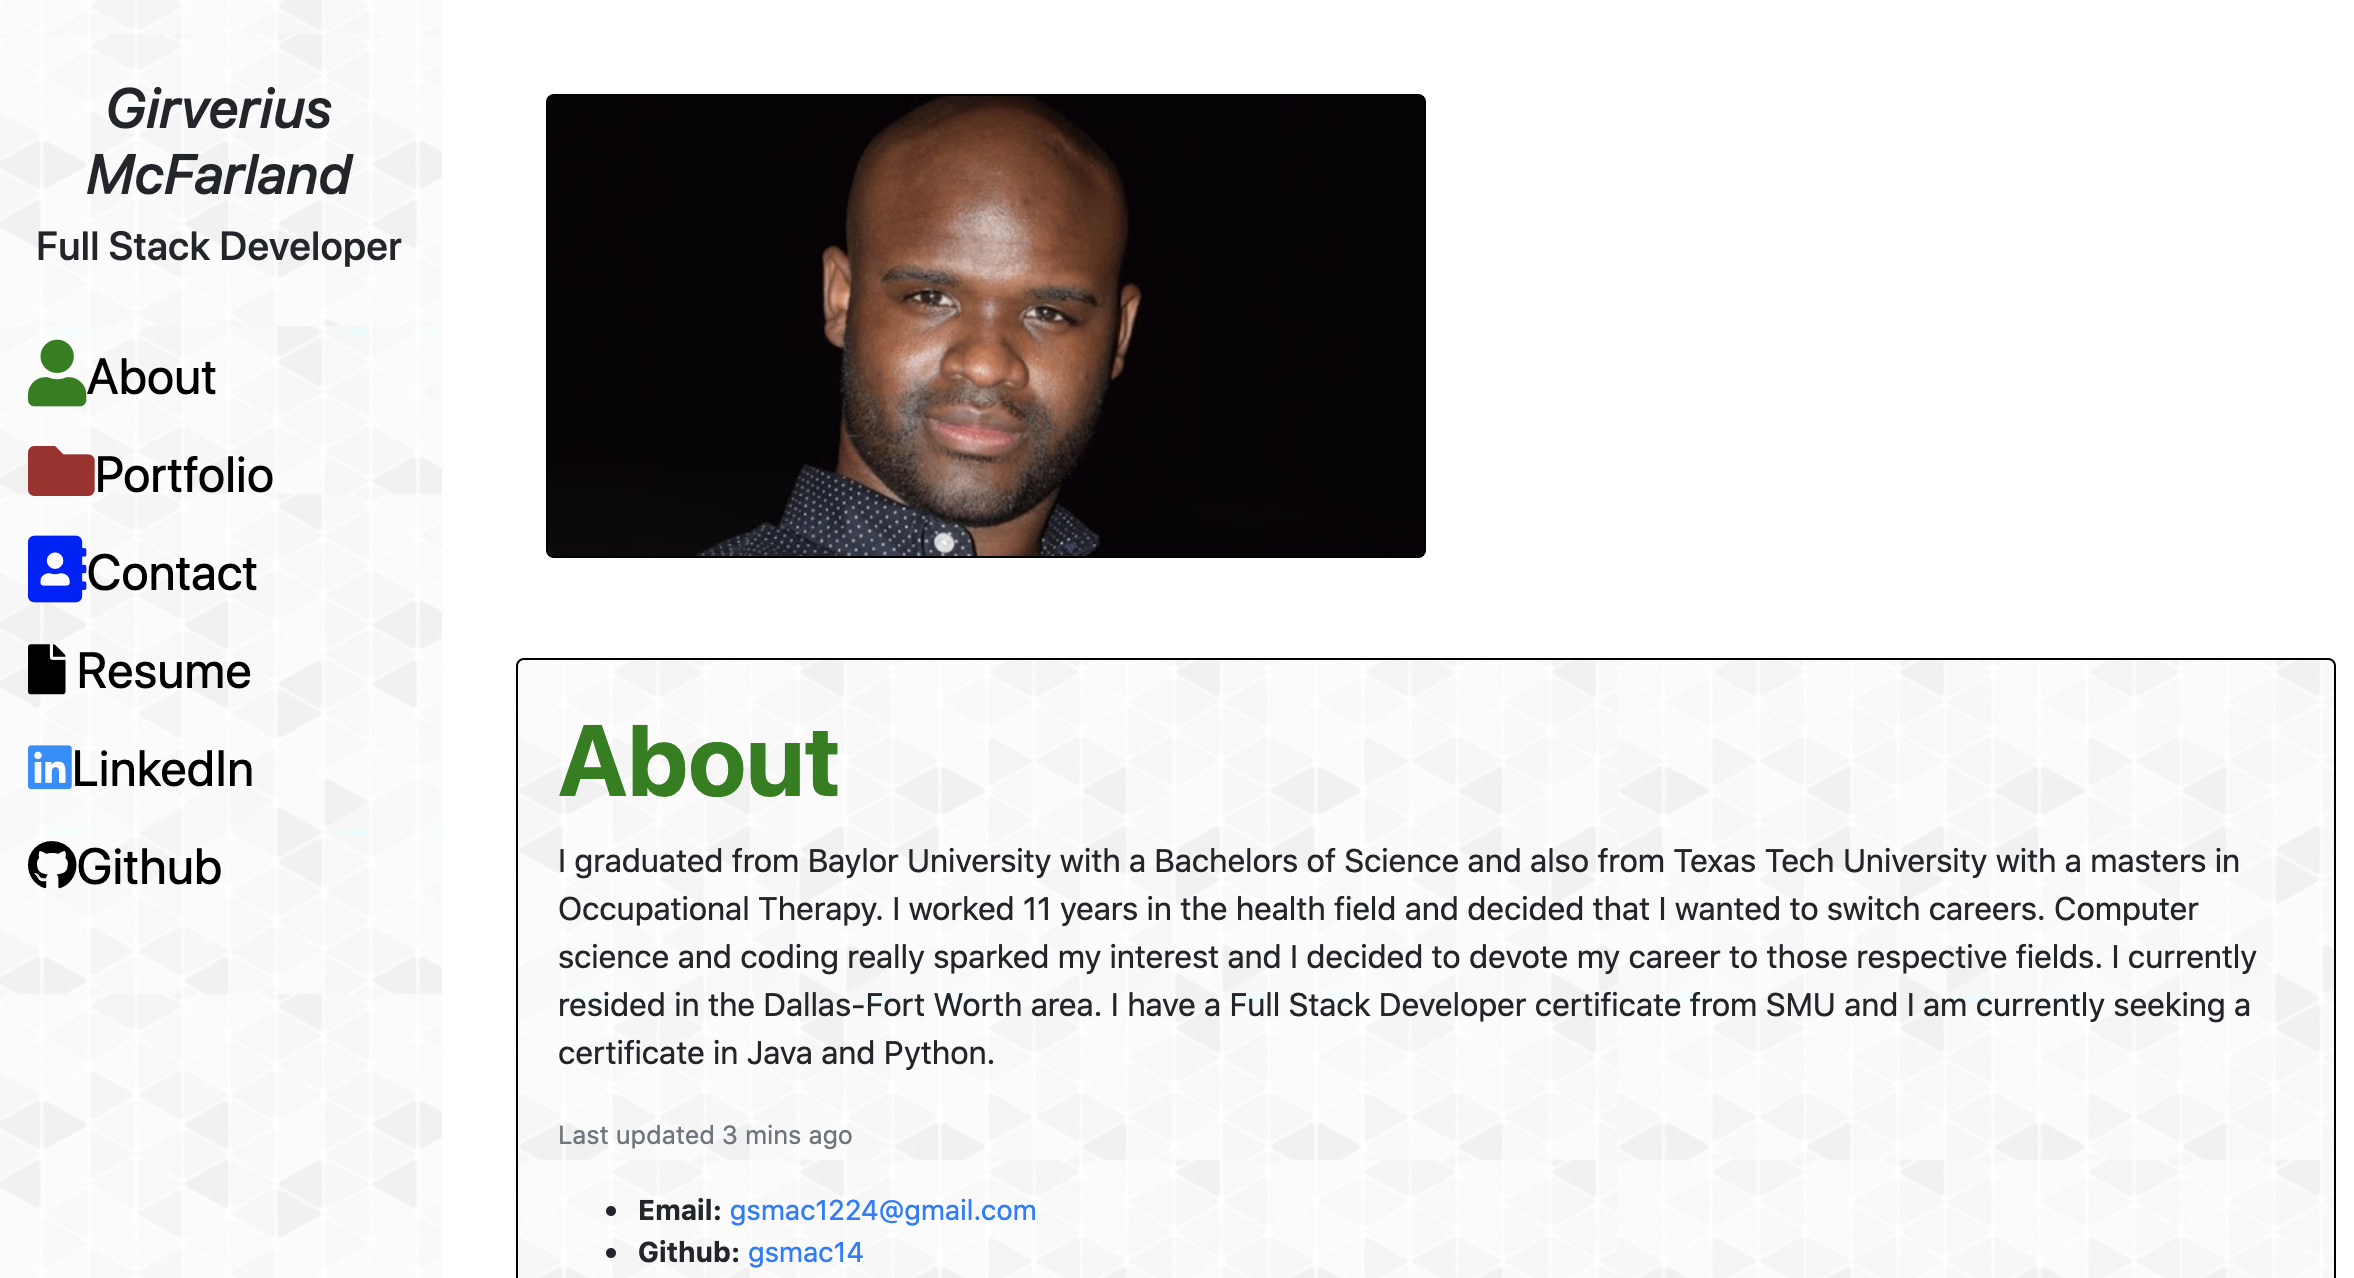 Girverius
McFarland
Full Stack Developer
About
Portfolio
Contact
Resume
in LinkedIn
Github
About
I graduated from Baylor University with a Bachelors of Science and also from Texas Tech University with a masters in
Occupational Therapy. I worked 11 years in the health field and decided that I wanted to switch careers. Computer
science and coding really sparked my interest and I decided to devote my career to those respective fields. I currently
resided in the Dallas-Fort Worth area. I have a Full Stack Developer certificate from SMU and I am currently seeking a
certificate in Java and Python.
Last updated 3 mins ago
• Email: gsmac1224@gmail.com
• Github: gsmac14